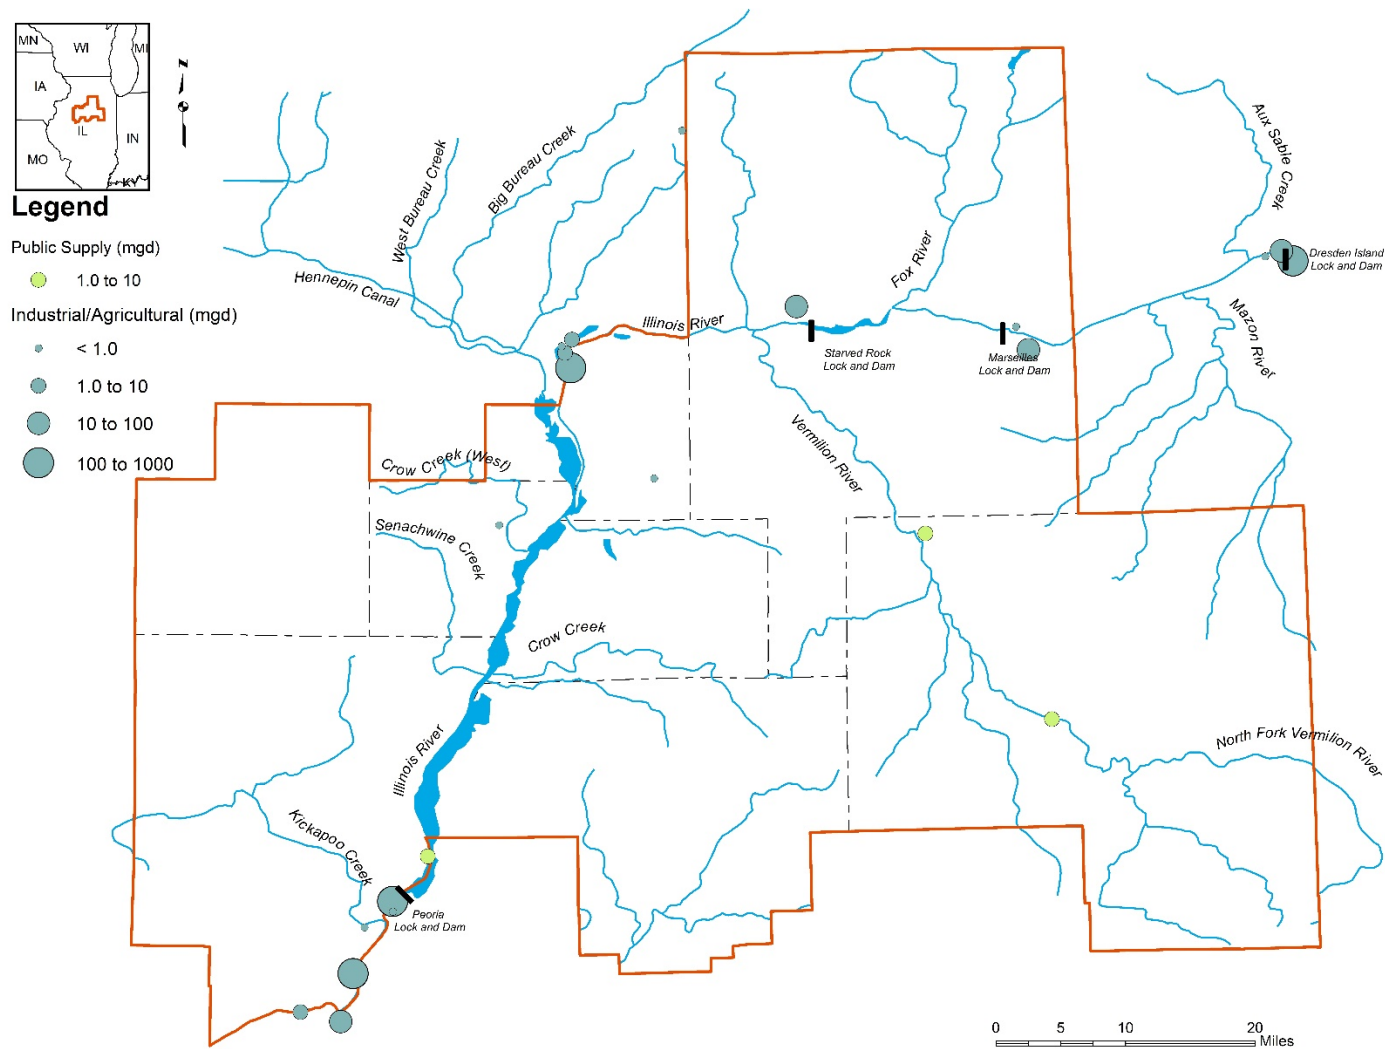 MN
WI
MI
IA
IL
IN
MO
KY
N
Legend
Public Supply (mgd)
1.0 to 10
Industrial/Agricultural (mgd)
< 1.0
1.0 to 10
10 to 100
100 to 1000
West Bureau Creek
Big Bureau Creek
Hennepin Canal
Illinois River
Fox River
Aux Sable Creek
Dresden Island
Lock and Dam
Mazon River
Starved Rock
Lock and Dam
Marseilles
Lock and Dam
Vermilion River
Crow Creek (West)
Senachwine Creek
Crow Creek
Illinois River
North Fork Vermilion River
Kickapoo Creek
Peoria
Lock and Dam
0 5 10 20
Miles